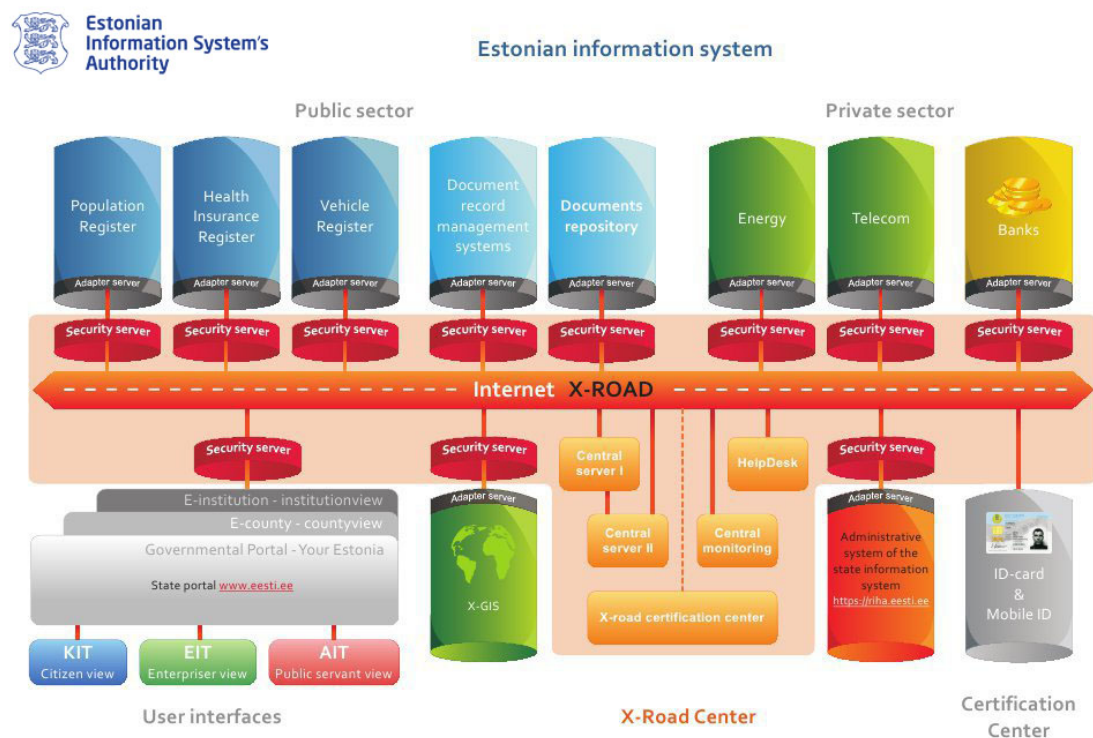 Estonian
Information System's
Authority
Estonian information system
Public sector
Private sector
Population
Register
Adapter server
Health
Insurance
Register
Adapter server
Vehicle
Register
Adapter server
Document
record
management
systems
Adapter server
Documents
repository
Adapter server
Energy
Adapter server
Telecom
Adapter server
Banks
Adapter server
Security server
Security server
Security server
Security server
Security server
Security server
Security server
Security server
Internet X-ROAD
Security server
Security server
Central
server I
HelpDesk
Security server
E-institution - institutionview
E-county - countyview
Governmental Portal - Your Estonia
State portal www.eesti.ee
Adapter server
X-GIS
Central
server II
Central
monitoring
X-road certification center
Adapter server
Administrative
system of the
state information
system
https://riha.eesti.ee
ID-card
&
Mobile ID
KIT
Citizen view
EIT
Enterpriser view
AIT
Public servant view
User interfaces
X-Road Center
Certification
Center